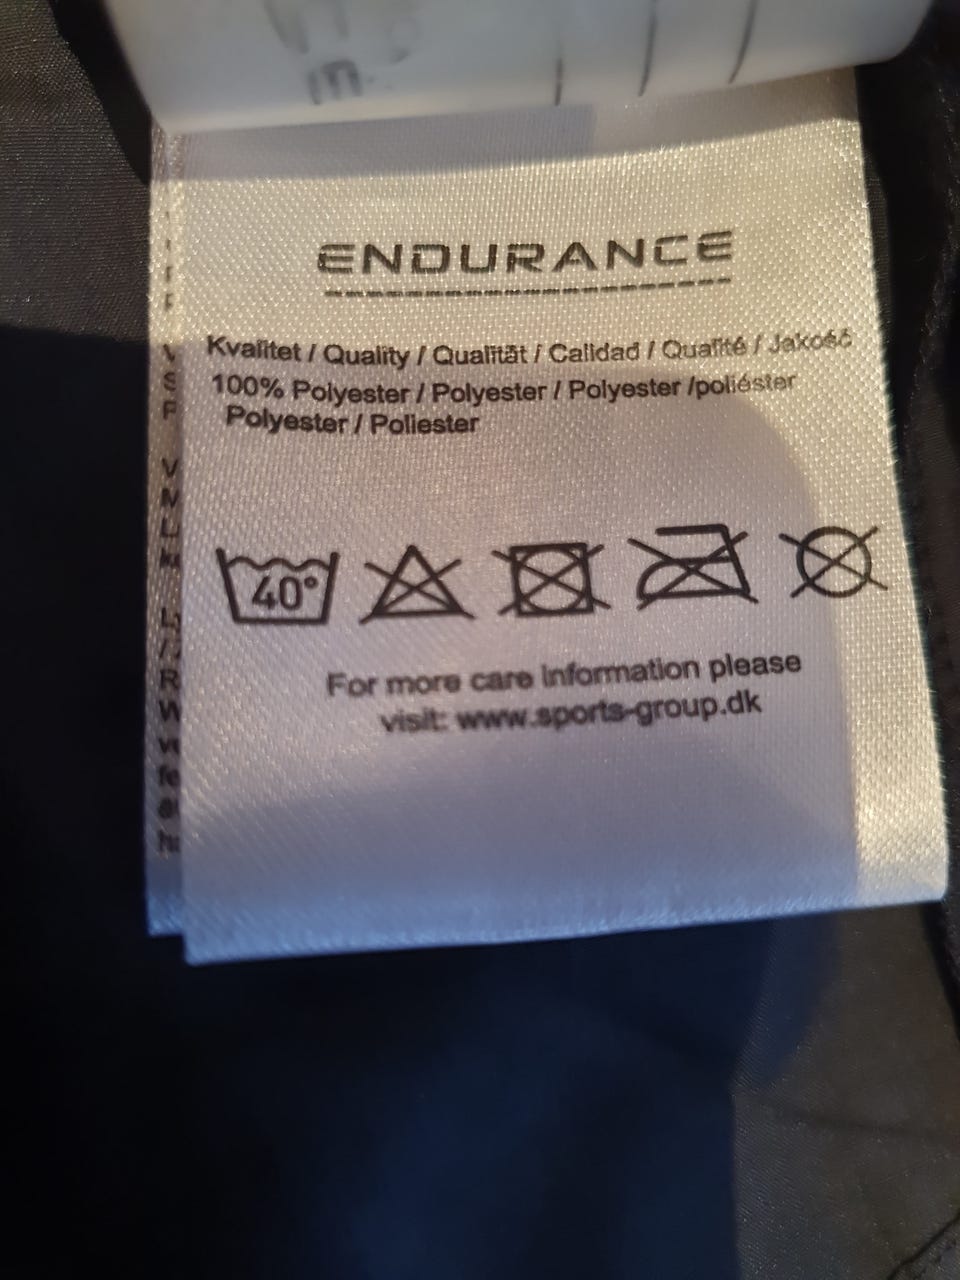 ENDURANCE
Kvalitet / Quality / Qualität / Calidad / Qualité / Jakość
100% Polyester / Polyester / Polyester /poliéster
Polyester / Poliester
40°
For more care information please
visit: www.sports-group.dk